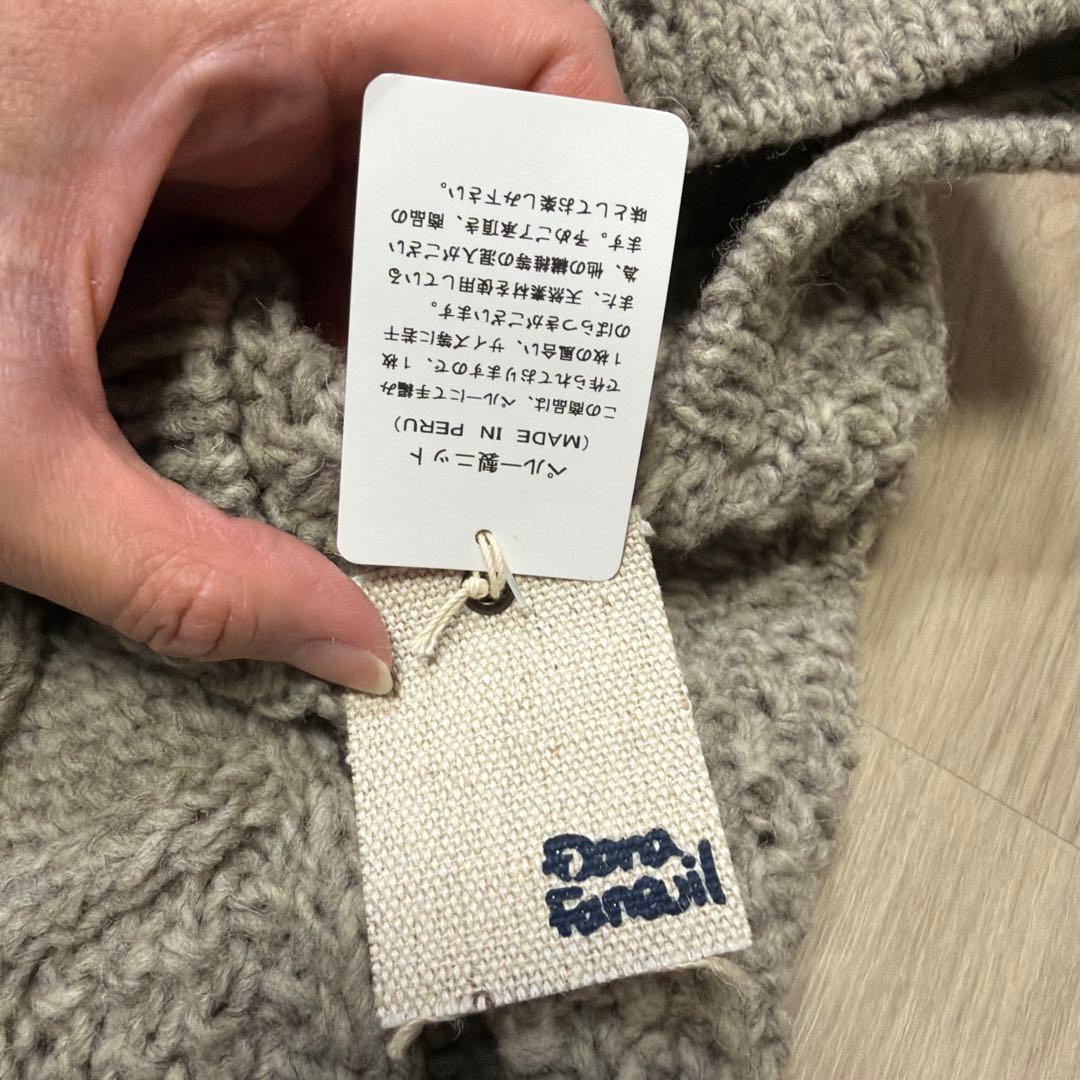 ペルー製ニット
(MADE IN PERU)
この商品は、ペルーにて手編み
で作られておりますので、1枚
1枚の風合い、サイズ等に若干
のばらつきがございます。
また、天然素材を使用している
為、他の繊維等の混入がござい
ます。予めご了承頂き、商品の
味としてお楽しみ下さい。
Dana
Faneuil